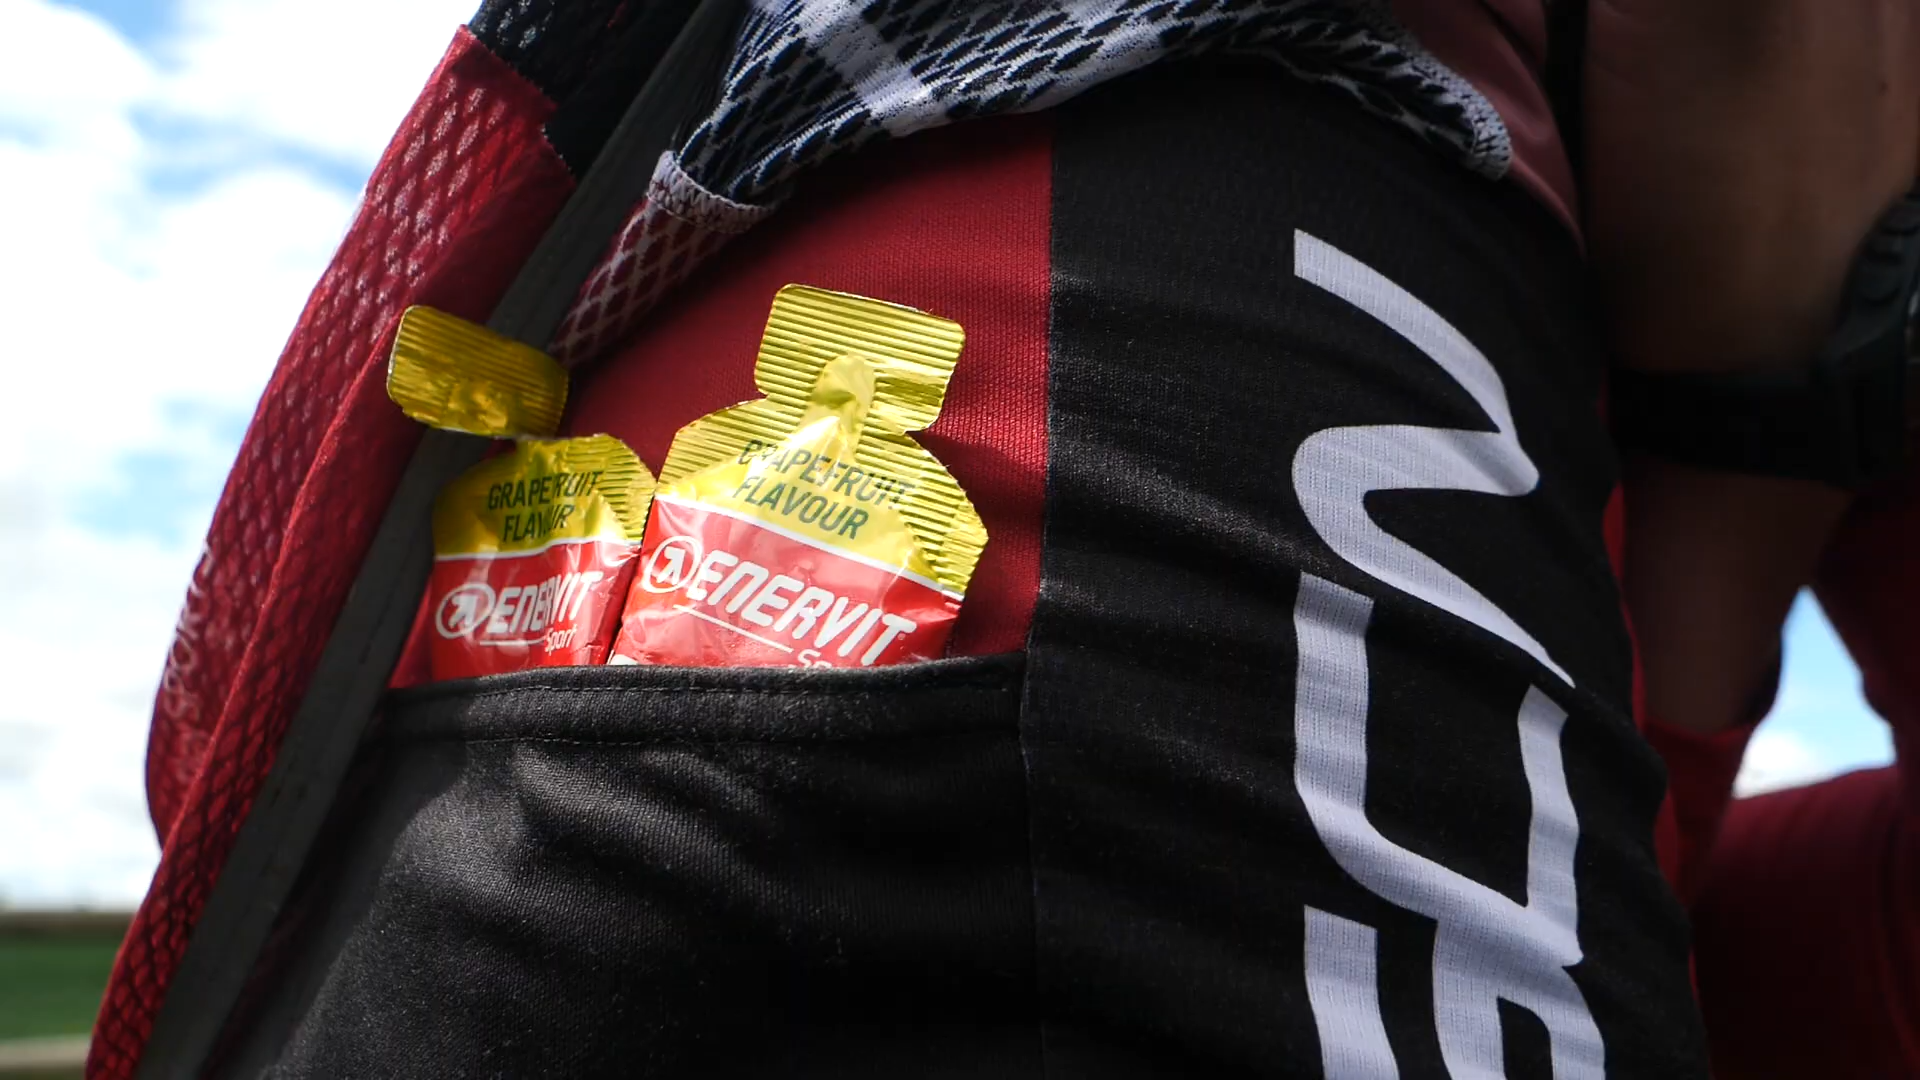 GRAPEFRUIT
FLAVOUR
ENERVIT
Sport
GRAPEFRUIT
FLAVOUR
ENERVIT